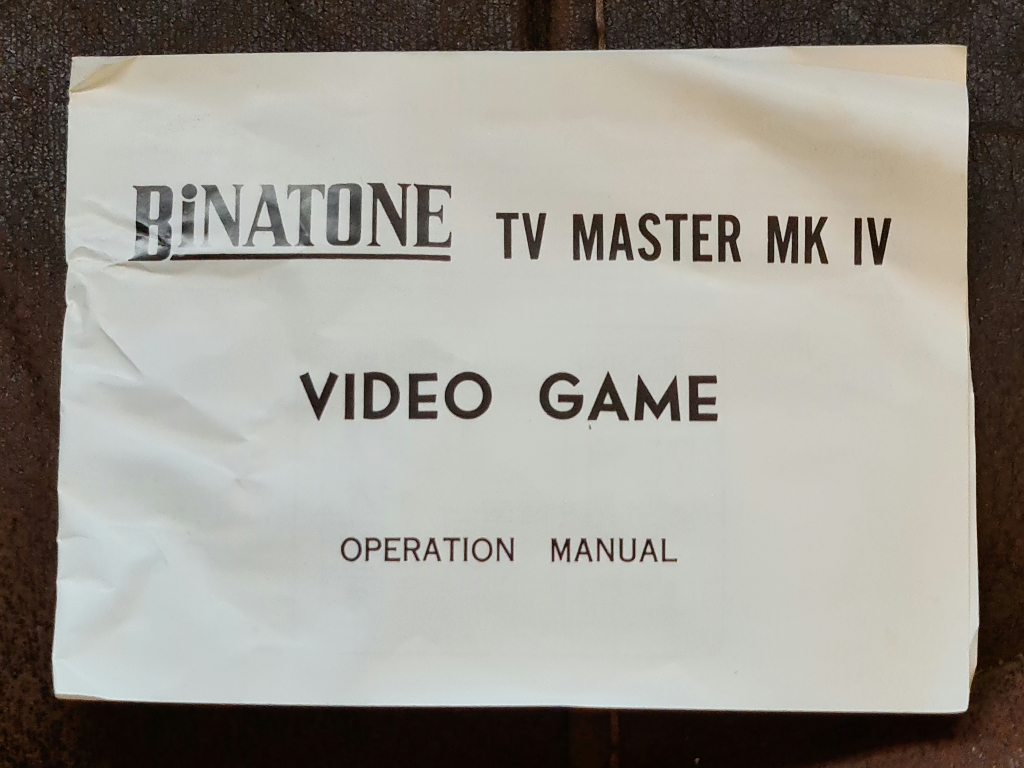 BiNATONE TV MASTER MK IV
VIDEO GAME
OPERATION MANUAL